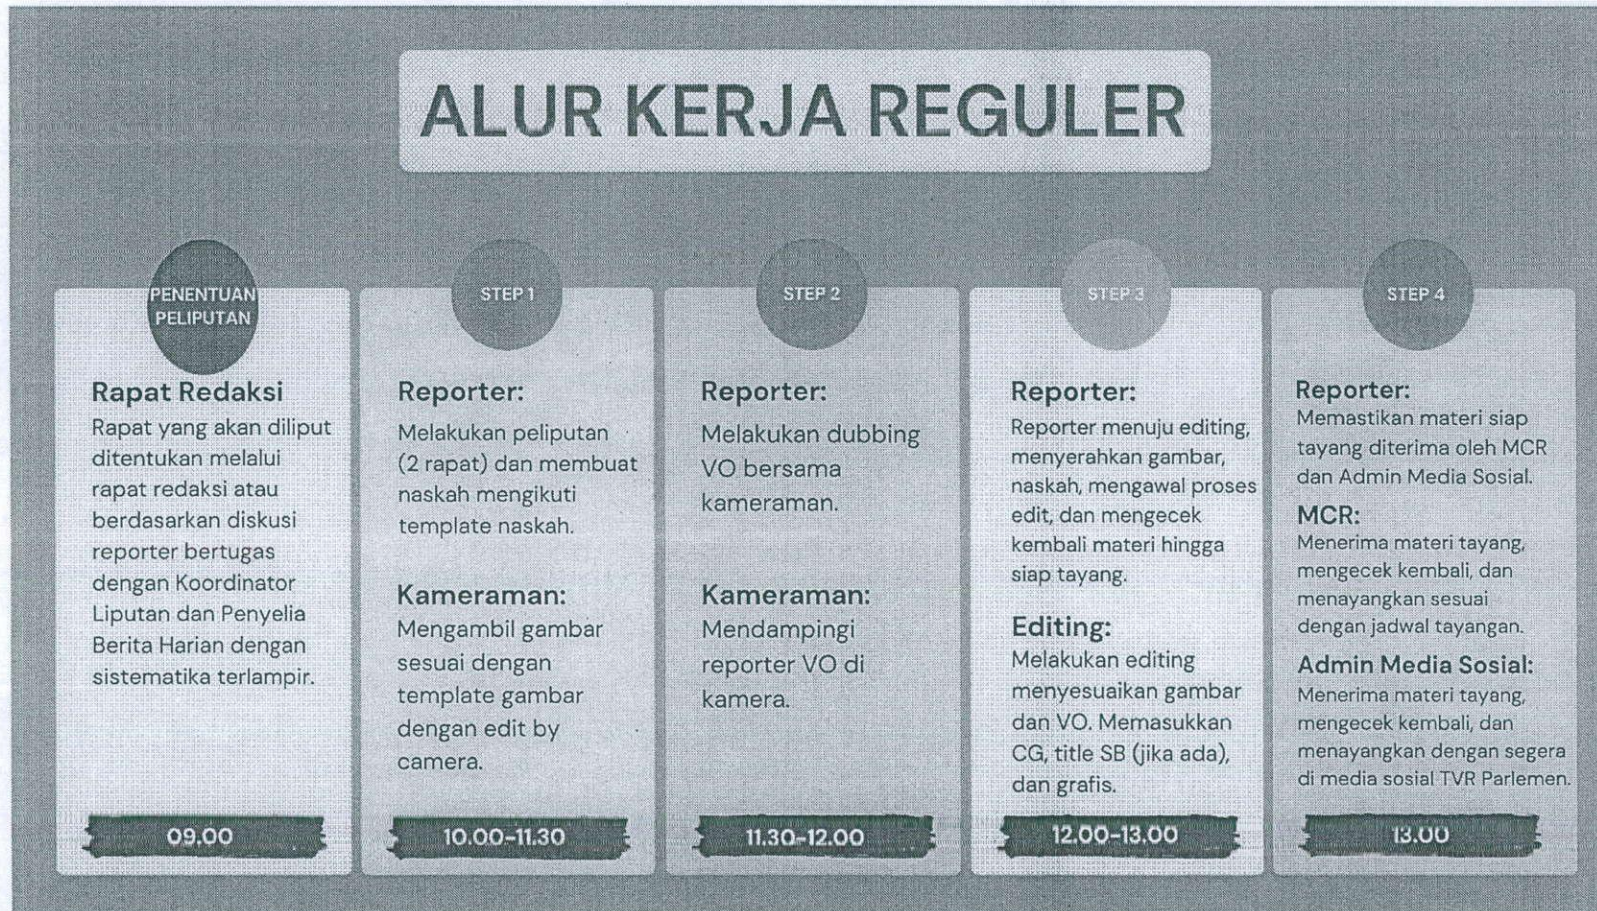 ALUR KERJA REGULER
PENENTUAN
PELIPUTAN
Rapat Redaksi
Rapat yang akan diliput
ditentukan melalui
rapat redaksi atau
berdasarkan diskusi
reporter bertugas
dengan Koordinator
Liputan dan Penyelia
Berita Harian dengan
sistematika terlampir.
09.00
STEP 1
Reporter:
Melakukan peliputan
(2 rapat) dan membuat
naskah mengikuti
template naskah.
Kameraman:
Mengambil gambar
sesuai dengan
template gambar
dengan edit by
camera.
10.00-11.30
STEP 2
Reporter:
Melakukan dubbing
VO bersama
kameraman.
Kameraman:
Mendampingi
reporter VO di
kamera.
11.30-12.00
STEP 3
Reporter:
Reporter menuju editing,
menyerahkan gambar,
naskah, mengawal proses
edit, dan mengecek
kembali materi hingga
siap tayang.
Editing:
Melakukan editing
menyesuaikan gambar
dan VO. Memasukkan
CG, title SB (jika ada),
dan grafis.
12.00-13.00
STEP 4
Reporter:
Memastikan materi siap
tayang diterima oleh MCR
dan Admin Media Sosial.
MCR:
Menerima materi tayang,
mengecek kembali, dan
menayangkan sesuai
dengan jadwal tayangan.
Admin Media Sosial:
Menerima materi tayang,
mengecek kembali, dan
menayangkan dengan segera
di media sosial TVR Parlemen.
13.00